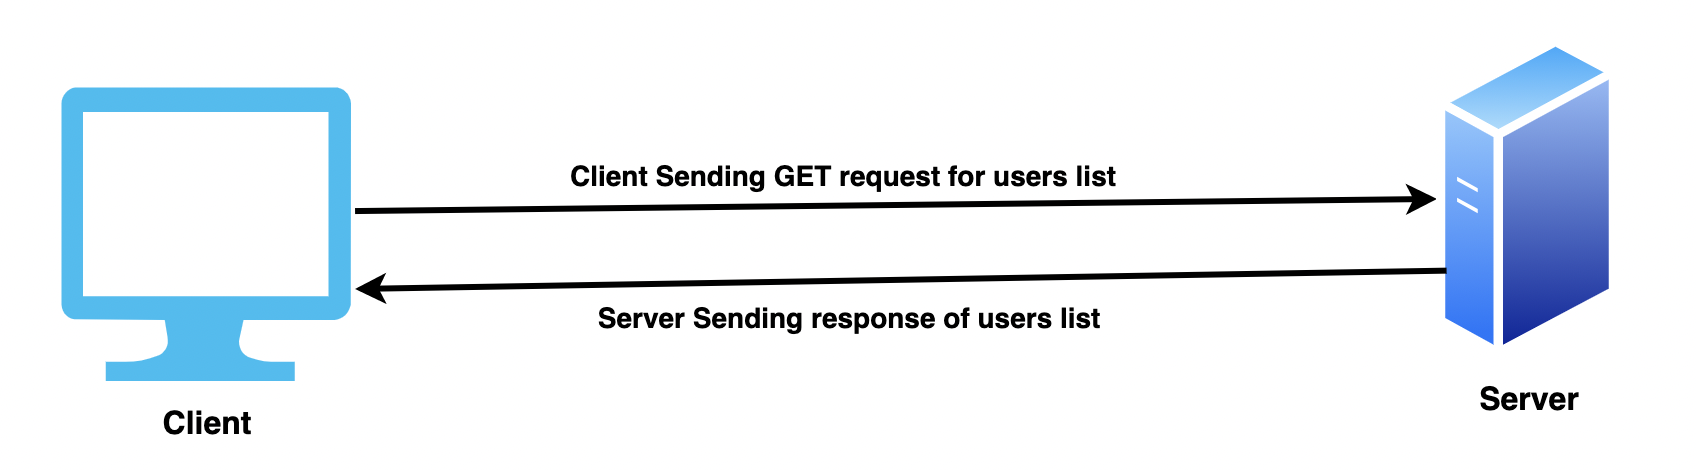 Client Sending GET request for users list
Server Sending response of users list
Client
Server